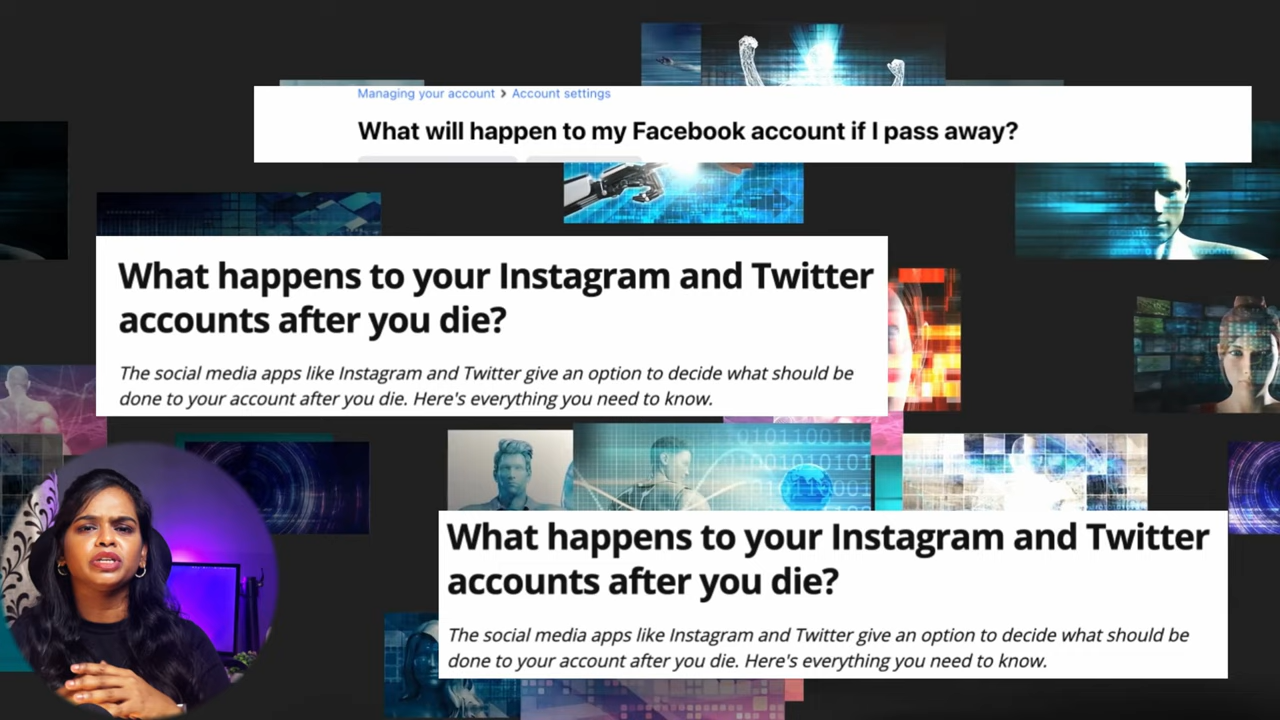 Managing your account > Account settings
What will happen to my Facebook account if I pass away?
What happens to your Instagram and Twitter
accounts after you die?
The social media apps like Instagram and Twitter give an option to decide what should be
done to your account after you die. Here's everything you need to know.
What happens to your Instagram and Twitter
accounts after you die?
The social media apps like Instagram and Twitter give an option to decide what should be
done to your account after you die. Here's everything you need to know.